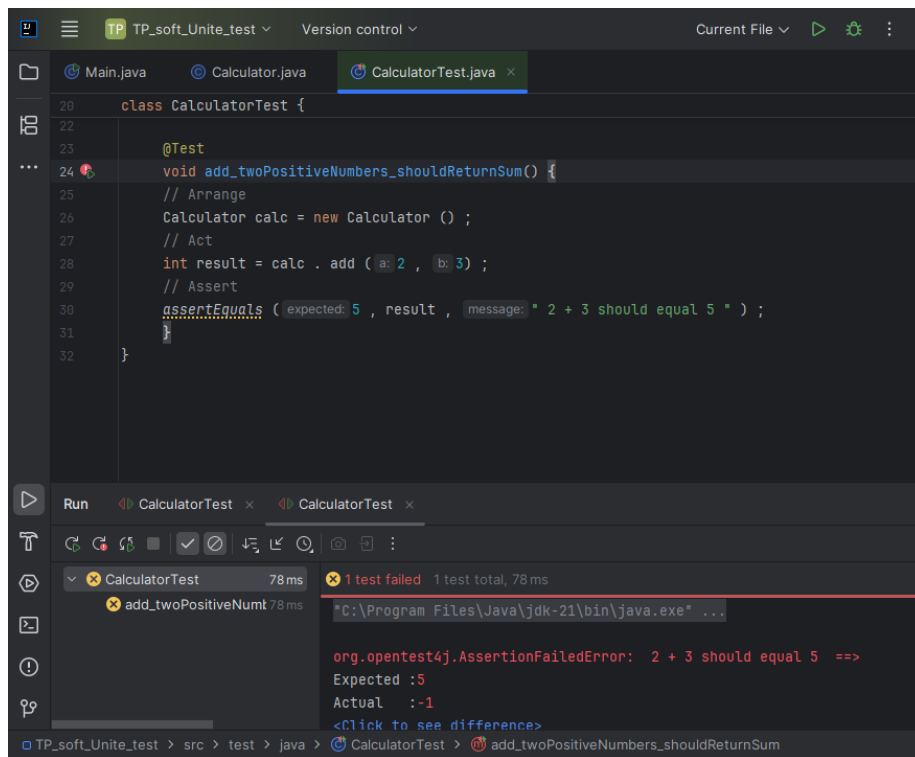 TP TP_soft_Unite_test Version control Current File
Main.java Calculator.java CalculatorTest.java
20 class CalculatorTest {
22
23 @Test
24 void add_twoPositiveNumbers_shouldReturnSum() {
25 // Arrange
26 Calculator calc = new Calculator () ;
27 // Act
28 int result = calc . add ( a: 2 , b: 3) ;
29 // Assert
30 assertEquals ( expected: 5 , result , message: " 2 + 3 should equal 5 " ) ;
31 }
32 }
Run CalculatorTest CalculatorTest
CalculatorTest 78 ms 1 test failed 1 test total, 78 ms
add_twoPositiveNumb 78 ms "C:\Program Files\Java\jdk-21\bin\java.exe" ...
org.opentest4j.AssertionFailedError: 2 + 3 should equal 5 ==>
Expected :5
Actual :-1
<Click to see difference>
TP_soft_Unite_test > src > test > java > CalculatorTest > add_twoPositiveNumbers_shouldReturnSum